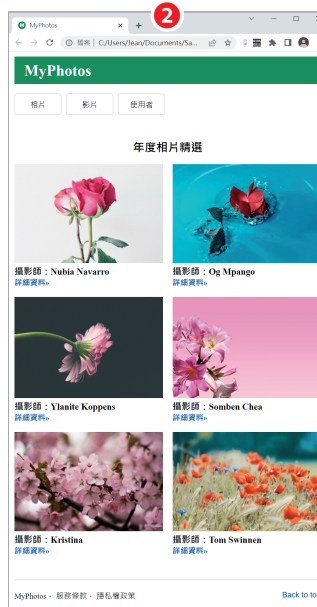 2
MyPhotos
檔案 C:/Users/Jean/Documents/Sa...
MyPhotos
相片 影片 使用者
年度相片精選
攝影師：Nubia Navarro 攝影師：Og Mpango
詳細資料» 詳細資料»
攝影師：Ylanite Koppens 攝影師：Somben Chea
詳細資料» 詳細資料»
攝影師：Kristina 攝影師：Tom Swinnen
詳細資料» 詳細資料»
MyPhotos · 服務條款 · 隱私權政策 Back to to